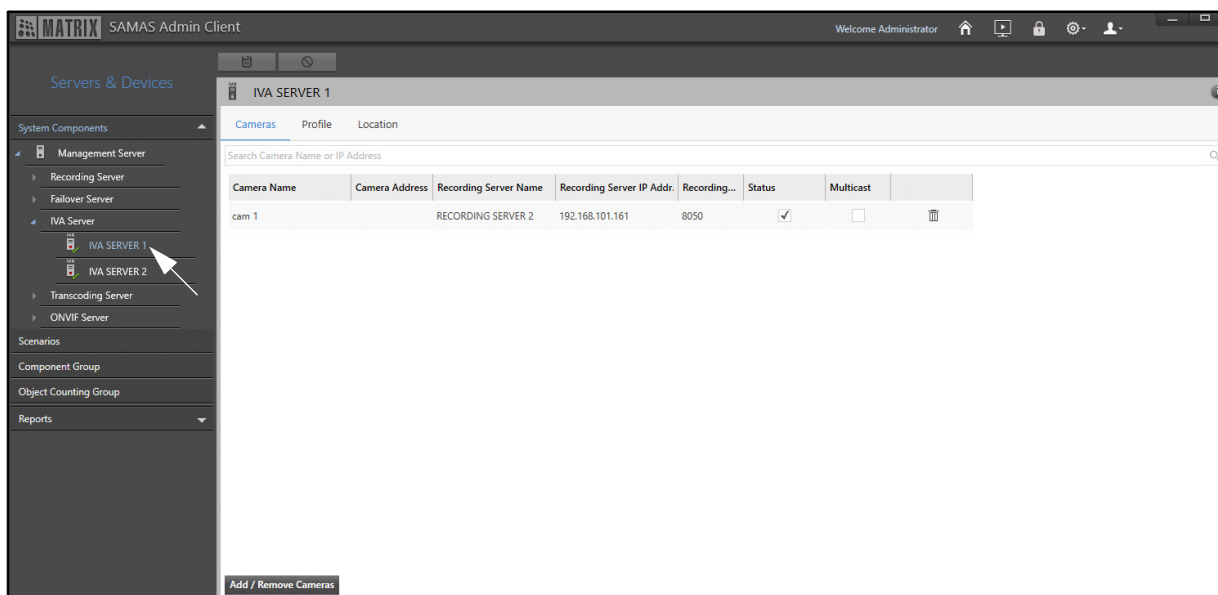 MATRIX SAMAS Admin Client
Welcome Administrator
Servers & Devices
System Components
Management Server
Recording Server
Failover Server
IVA Server
IVA SERVER 1
IVA SERVER 2
Transcoding Server
ONVIF Server
Scenarios
Component Group
Object Counting Group
Reports
IVA SERVER 1
Cameras Profile Location
Search Camera Name or IP Address
Camera Name Camera Address Recording Server Name Recording Server IP Addr. Recording... Status Multicast
cam 1 RECORDING SERVER 2 192.168.101.161 8050
Add / Remove Cameras